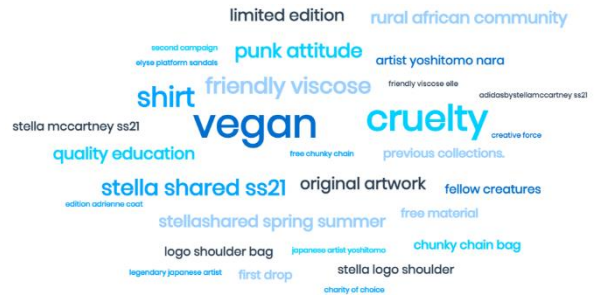 limited edition
rural african community
second campaign
punk attitude
elyse platform sandals
artist yoshitomo nara
friendly viscose
friendly viscose elle
shirt
adidasbystellamccartney ss21
vegan
cruelty
stella mccartney ss21
creative force
quality education
free chunky chain
previous collections.
stella shared ss21
original artwork
fellow creatures
edition adrienne coat
stellashared spring summer
free material
logo shoulder bag
japanese artist yoshitomo
chunky chain bag
legendary japanese artist
first drop
stella logo shoulder
charity of choice